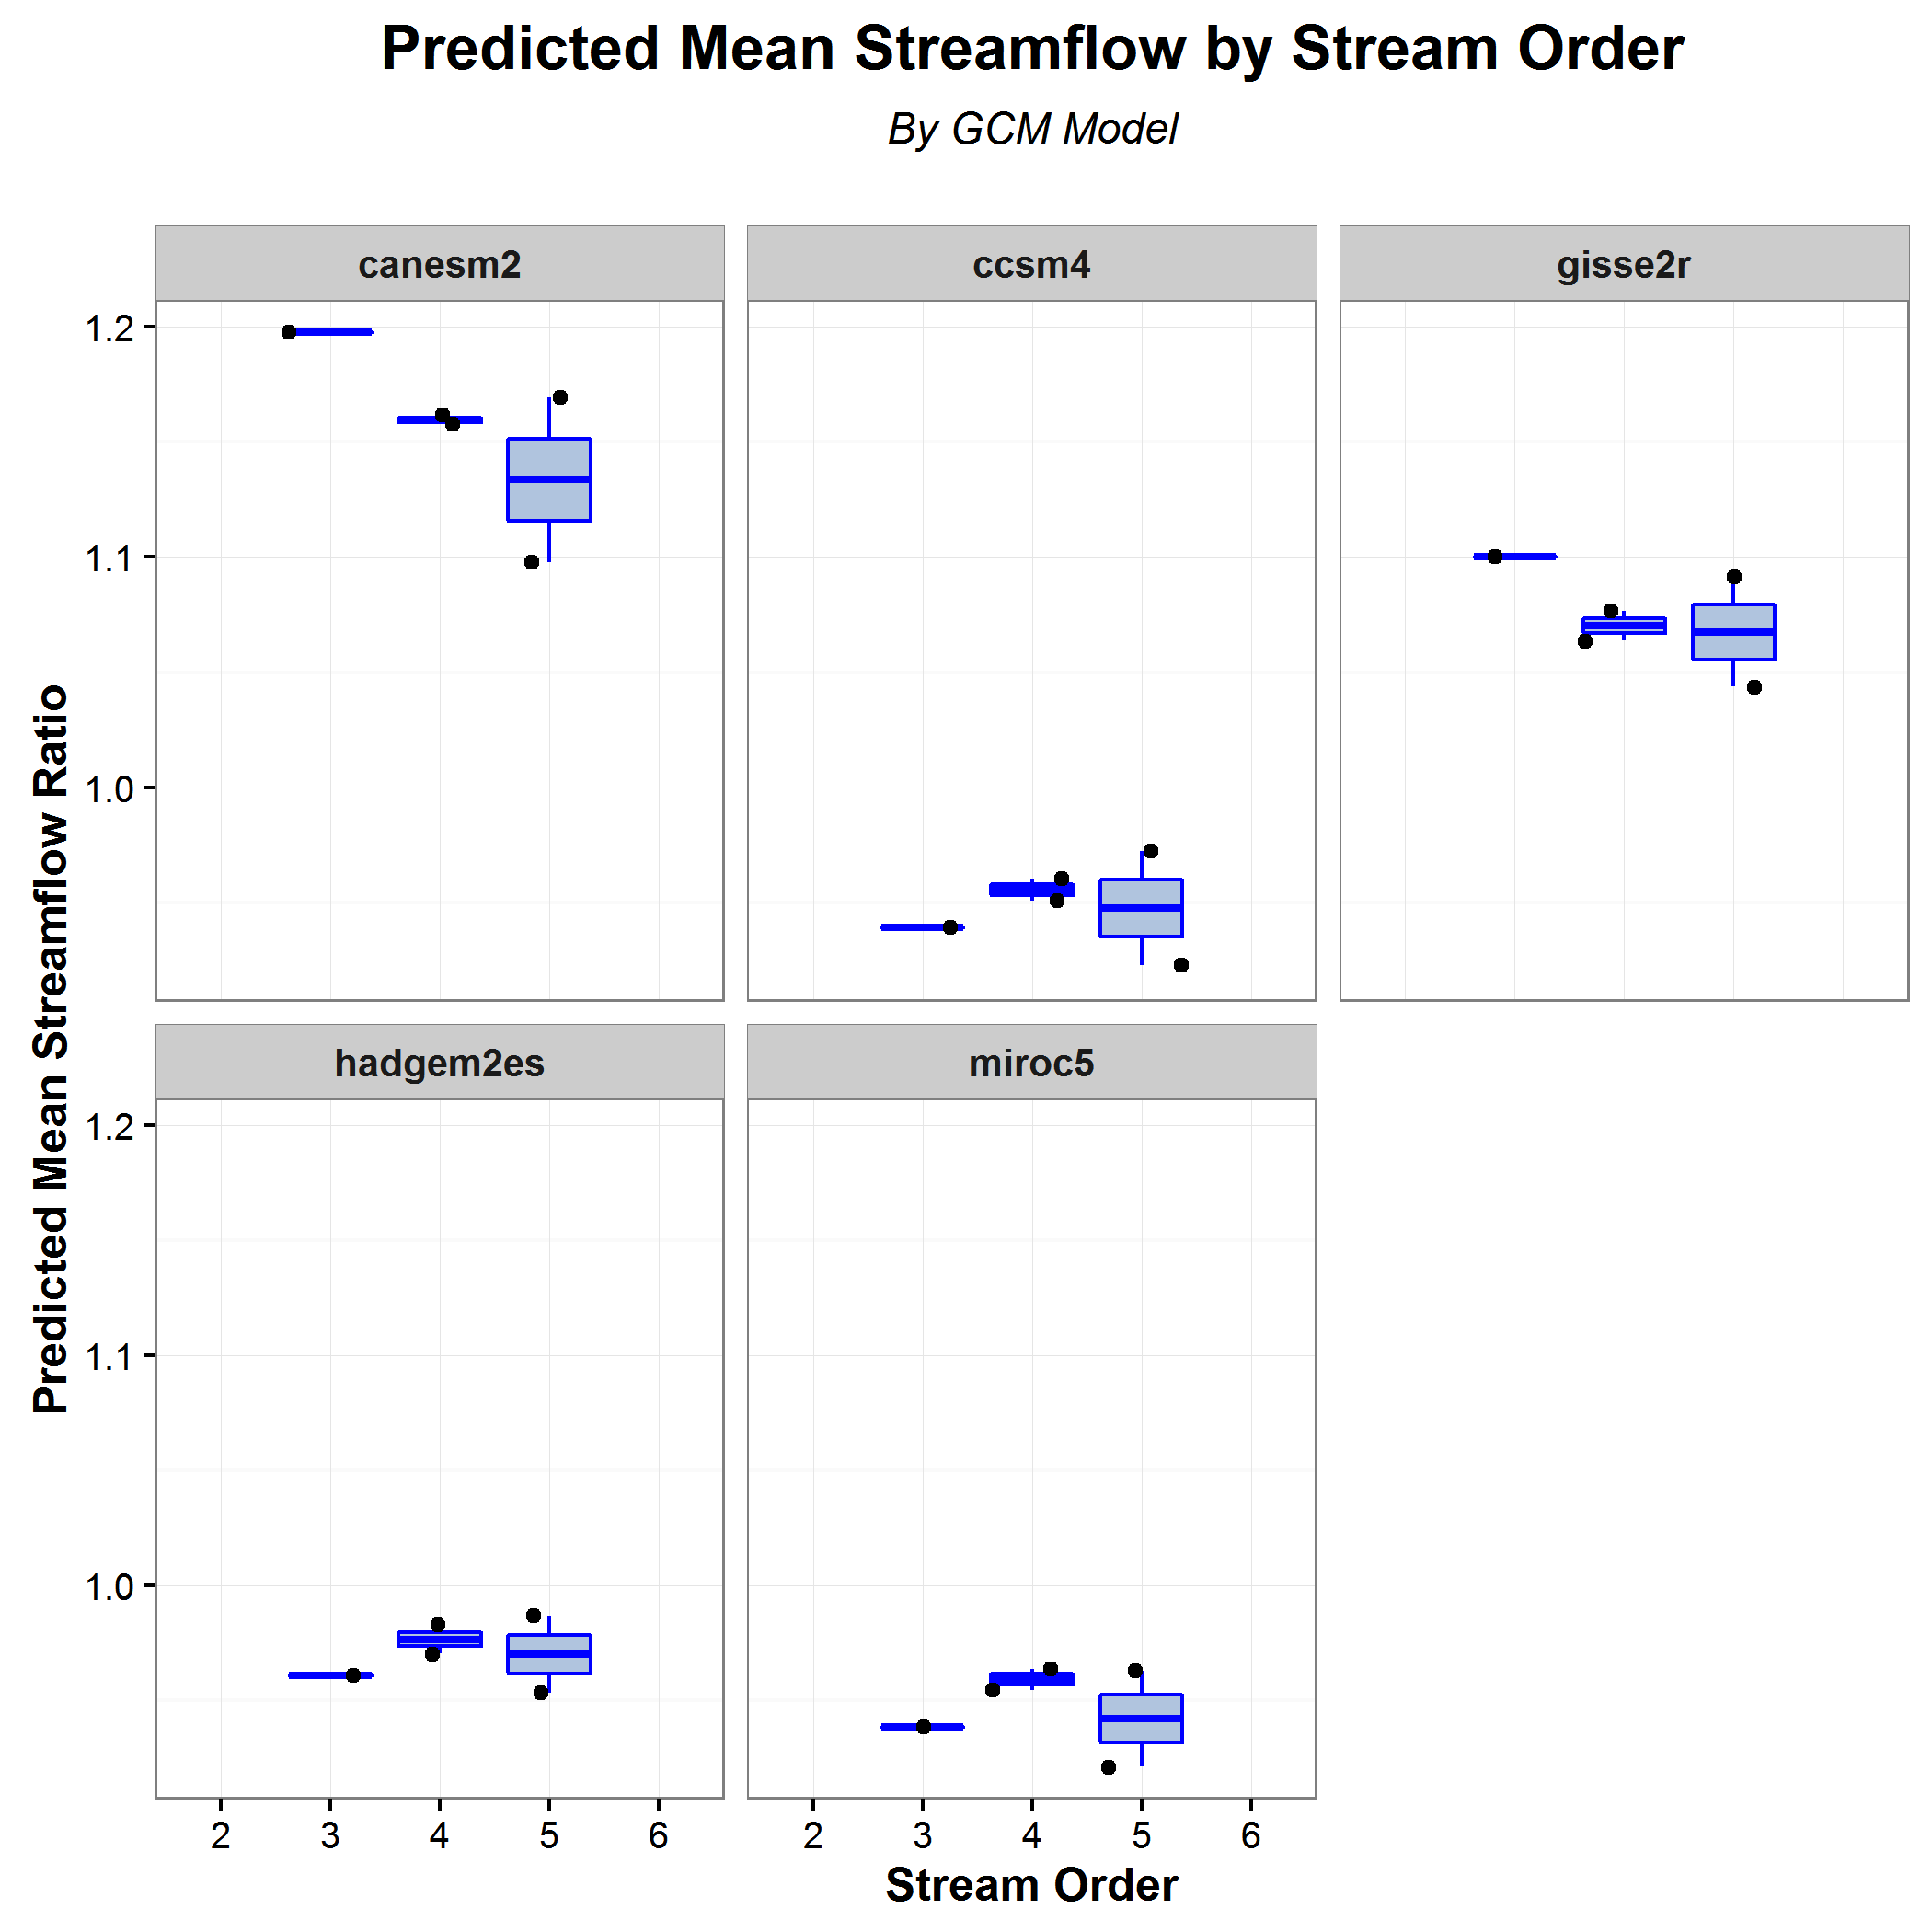 Predicted Mean Streamflow by Stream Order
By GCM Model
canesm2
ccsm4
gisse2r
1.2
1.1
1.0
Predicted Mean Streamflow Ratio
hadgem2es
miroc5
1.2
1.1
1.0
2 3 4 5 6
2 3 4 5 6
Stream Order